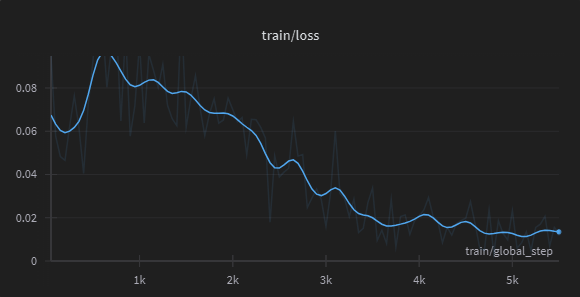 train/loss
0.08
0.06
0.04
0.02
0
train/global_step
1k
2k
3k
4k
5k